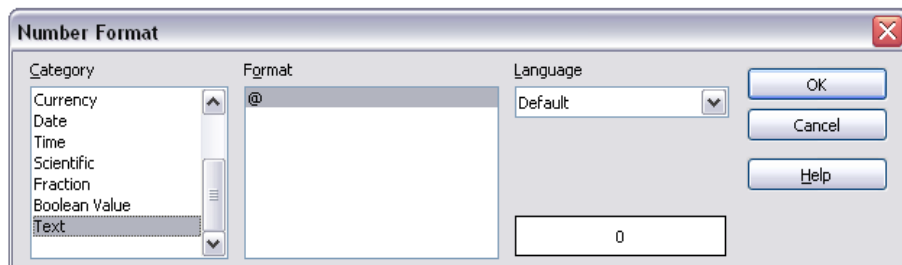 Number Format
Category
Currency
Date
Time
Scientific
Fraction
Boolean Value
Text
Format
@
Language
Default
0
OK
Cancel
Help